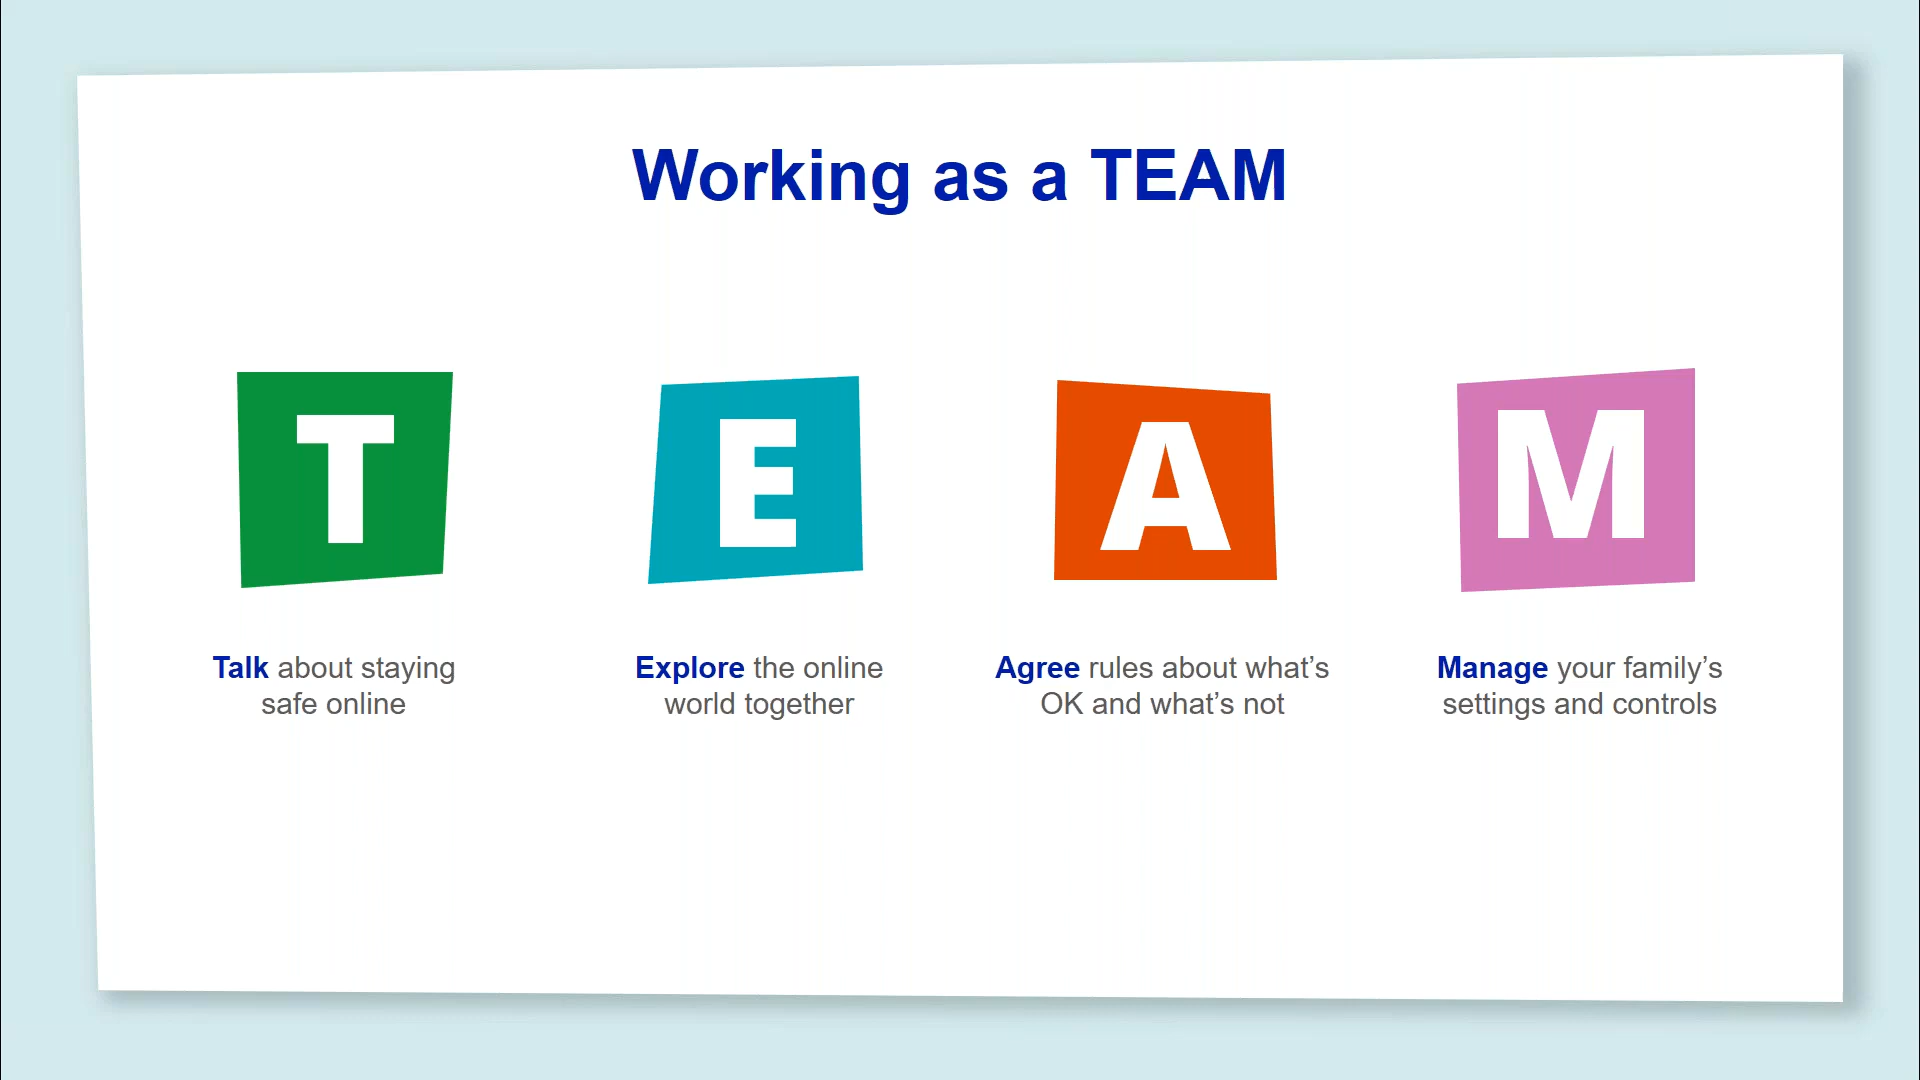 Working as a TEAM
T E A M
Talk about staying
safe online
Explore the online
world together
Agree rules about what’s
OK and what’s not
Manage your family’s
settings and controls